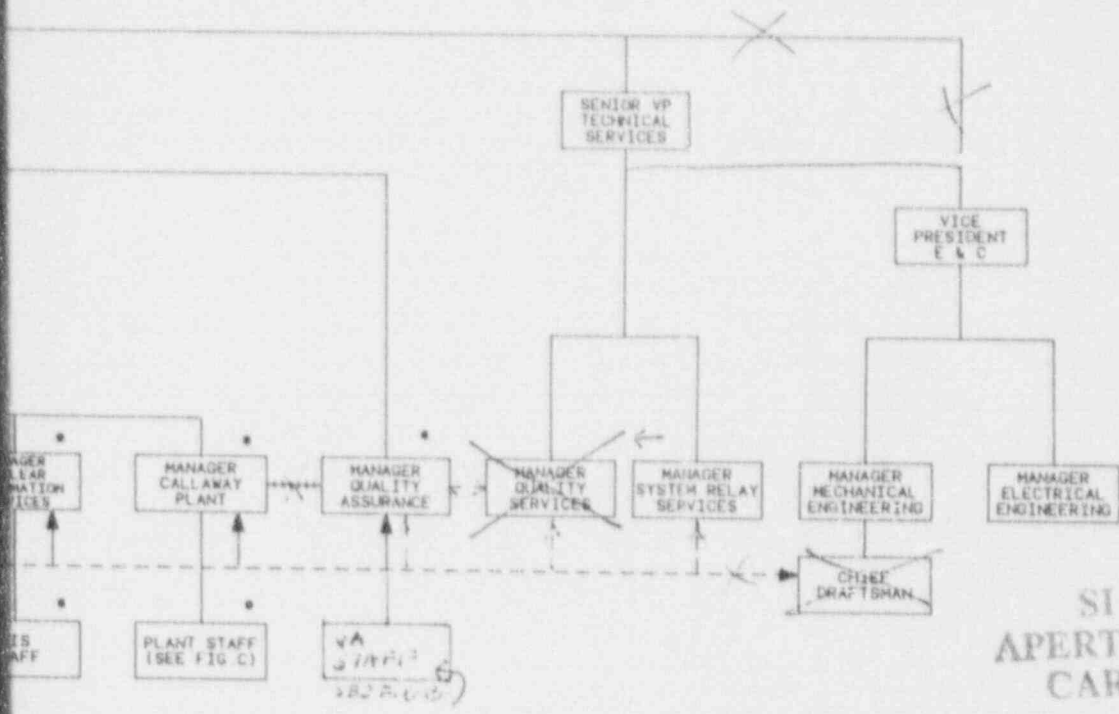 SENIOR VP
TECHNICAL
SERVICES
VICE
PRESIDENT
E & C
MANAGER
CALLAWAY
PLANT
MANAGER
QUALITY
ASSURANCE
MANAGER
QUALITY
SERVICES
MANAGER
SYSTEM RELAY
SERVICES
MANAGER
MECHANICAL
ENGINEERING
MANAGER
ELECTRICAL
ENGINEERING
CHIEF
DRAFTSMAN
PLANT STAFF
(SEE FIG C)
SI
APERT
CAR